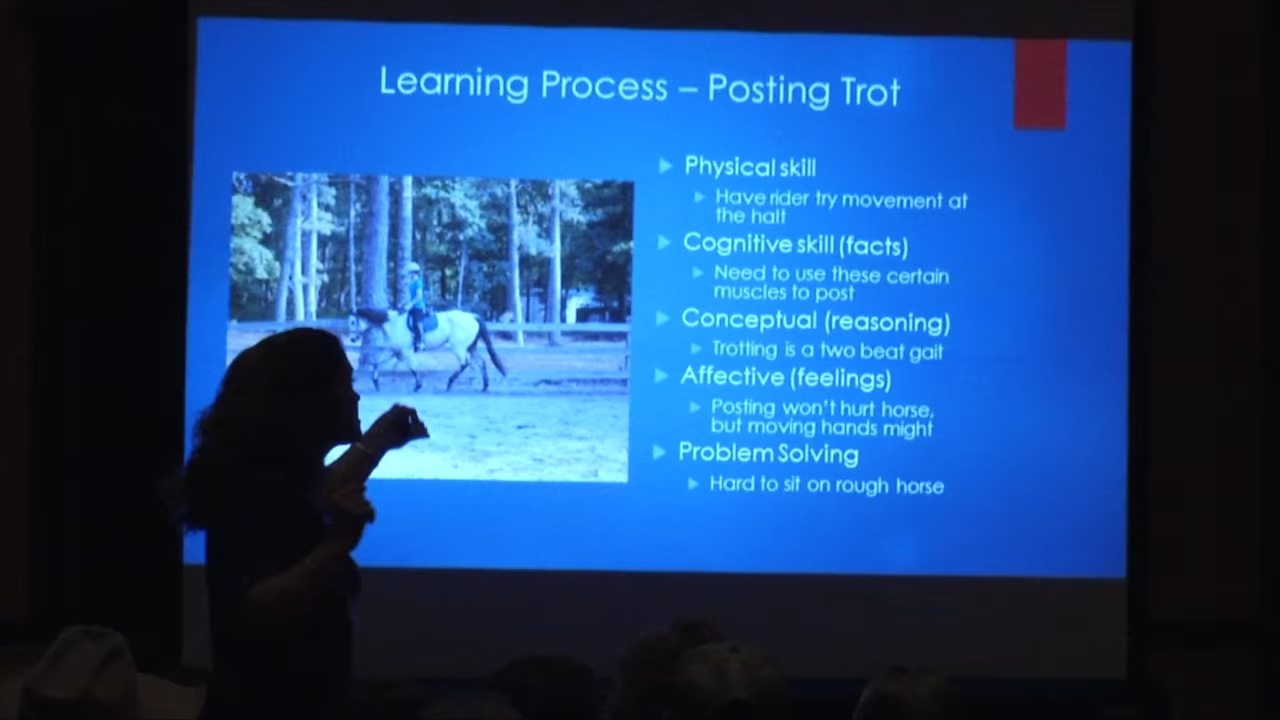 Learning Process – Posting Trot
Physical skill
Have rider try movement at
the halt
Cognitive skill (facts)
Need to use these certain
muscles to post
Conceptual (reasoning)
Trotting is a two beat gait
Affective (feelings)
Posting won't hurt horse,
but moving hands might
Problem Solving
Hard to sit on rough horse